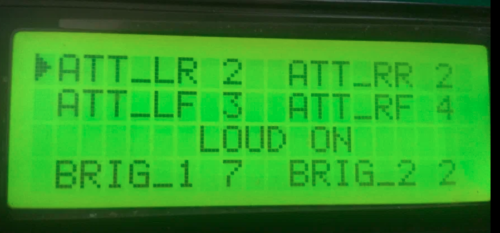 ▶ATT_LR 2 ATT_RR 2
ATT_LF 3 ATT_RF 4
LOUD ON
BRIG_1 7 BRIG_2 2